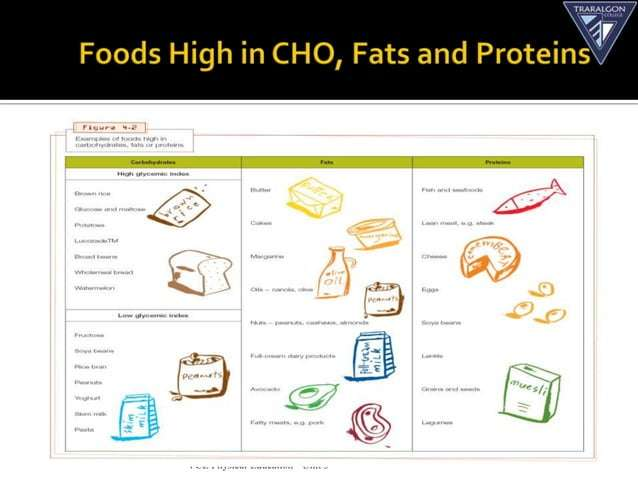 TRARALGON
COLLEGE
Foods High in CHO, Fats and Proteins
Figure 4.2
Examples of foods high in
carbohydrates, fats or proteins
Carbohydrates
High glycemic index
Brown rice
Glucose and maltose
Potatoes
Lucozade™
Broad beans
Wholemeal bread
Watermelon
brown
rice
Low glycemic index
Fructose
Soya beans
Rice bran
Peanuts
Yoghurt
Skim milk
Pasta
Peanuts
Skim
milk
Fats
Butter
Cakes
Margarine
Oils – canola, olive
Nuts – peanuts, cashews, almonds
Full-cream dairy products
Avocado
Fatty meats, e.g. pork
Butter
margarine
olive
oil
Peanuts
milk
Proteins
Fish and seafoods
Lean meat, e.g. steak
Cheese
Eggs
Soya beans
Lentils
Grains and seeds
Legumes
camembert
muesli